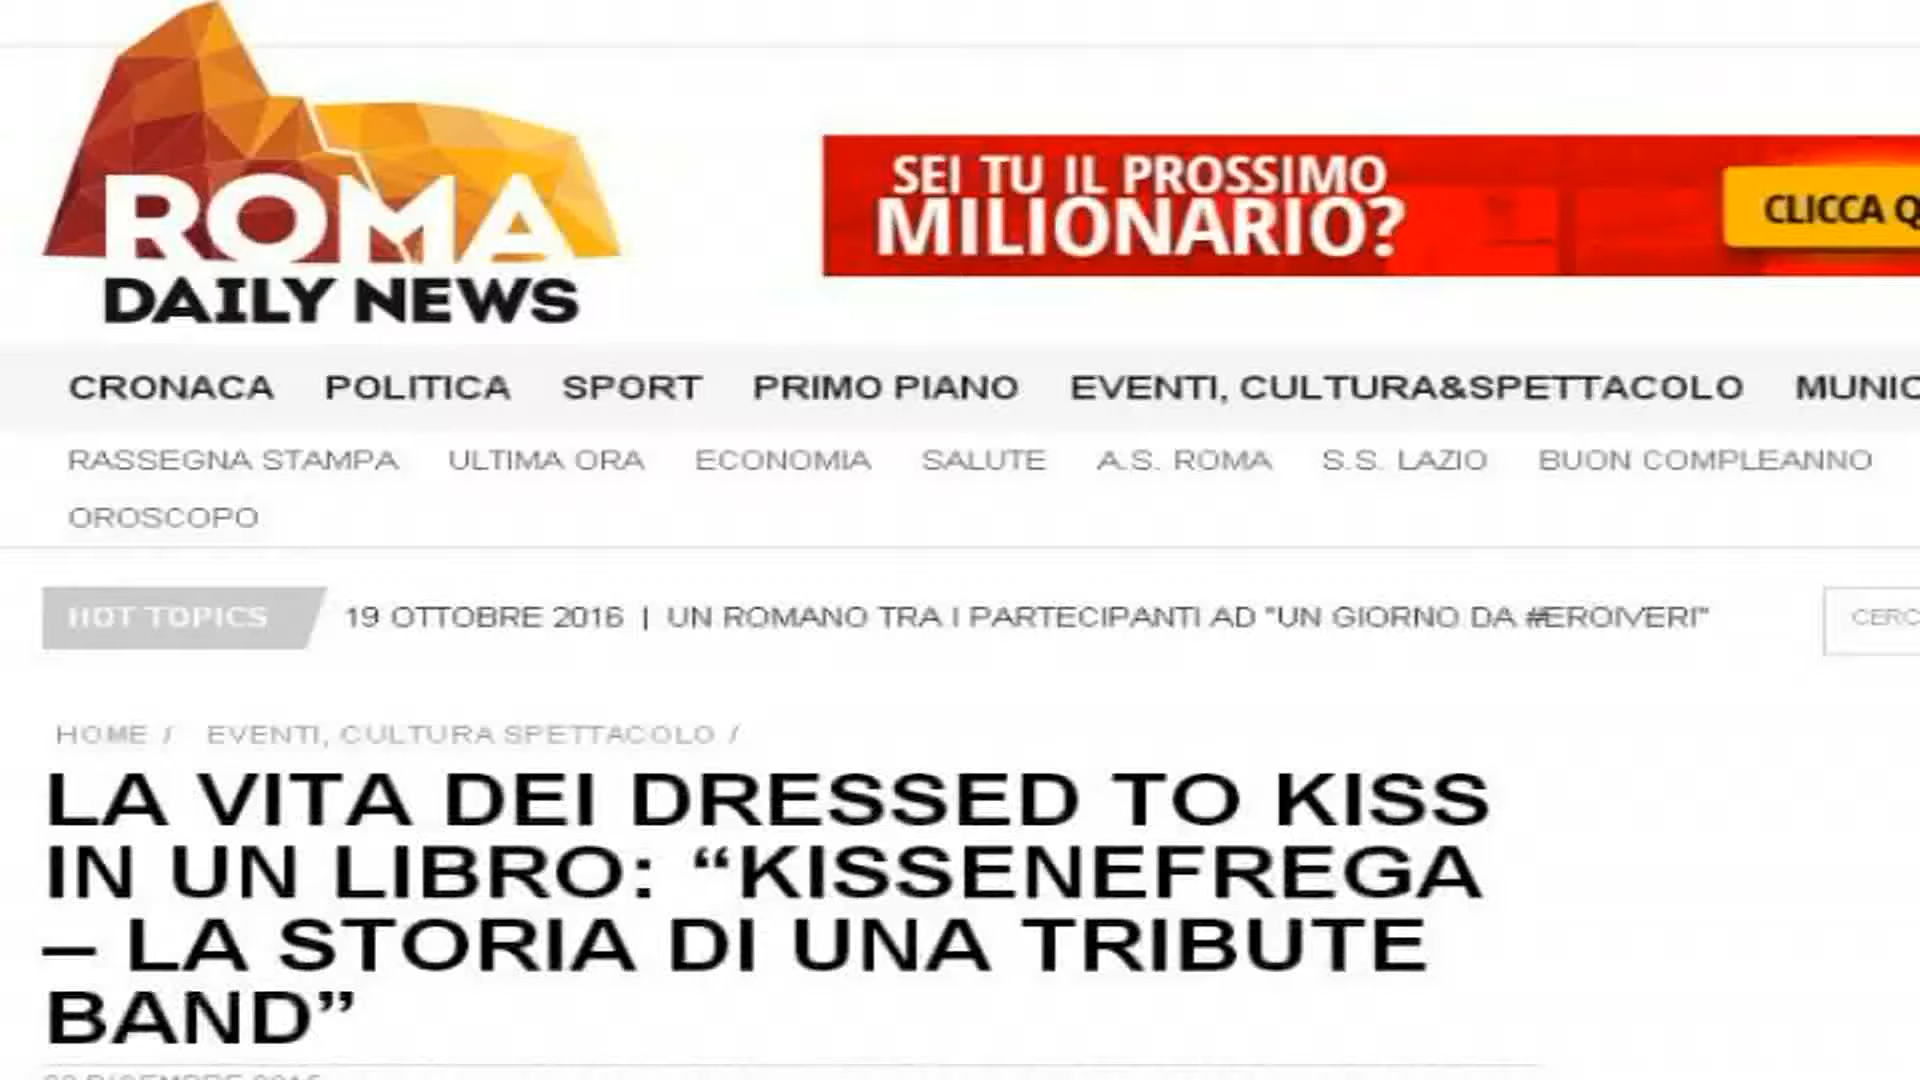 ROMA
DAILY NEWS
SEI TU IL PROSSIMO
MILIONARIO?
CLICCA Q
CRONACA POLITICA SPORT PRIMO PIANO EVENTI, CULTURA&SPETTACOLO MUNIC
RASSEGNA STAMPA ULTIMA ORA ECONOMIA SALUTE A.S. ROMA S.S. LAZIO BUON COMPLEANNO
OROSCOPO
HOT TOPICS 19 OTTOBRE 2016 | UN ROMANO TRA I PARTECIPANTI AD "UN GIORNO DA #EROIVERI" CERC
HOME / EVENTI, CULTURA SPETTACOLO /
LA VITA DEI DRESSED TO KISS
IN UN LIBRO: “KISSENEFREGA
– LA STORIA DI UNA TRIBUTE
BAND”